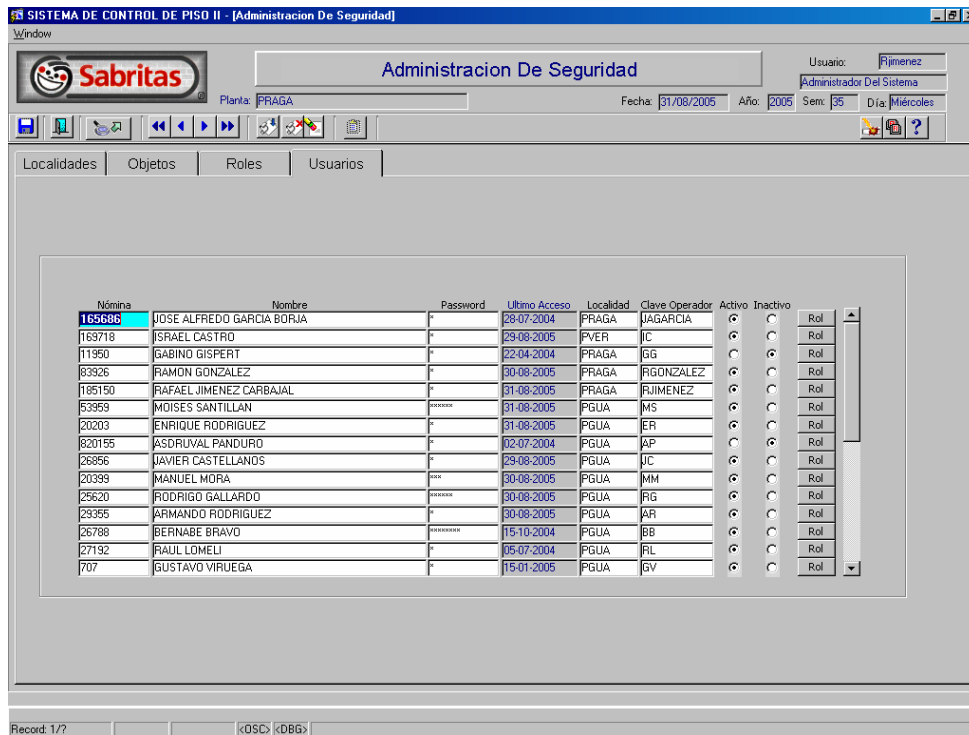 SISTEMA DE CONTROL DE PISO II - [Administracion De Seguridad]
Window
Sabritas
Administracion De Seguridad
Usuario: Rjimenez
Administrador Del Sistema
Planta: PRAGA Fecha: 31/08/2005 Año: 2005 Sem: 35 Día: Miércoles
Localidades Objetos Roles Usuarios
Nómina Nombre Password Ultimo Acceso Localidad Clave Operador Activo Inactivo
165686 JOSE ALFREDO GARCIA BORJA * 28-07-2004 PRAGA JAGARCIA Rol
169718 ISRAEL CASTRO * 29-08-2005 PVER IC Rol
11950 GABINO GISPERT * 22-04-2004 PRAGA GG Rol
83926 RAMON GONZALEZ * 30-08-2005 PRAGA RGONZALEZ Rol
185150 RAFAEL JIMENEZ CARBAJAL * 31-08-2005 PRAGA RJIMENEZ Rol
53959 MOISES SANTILLAN ****** 31-08-2005 PGUA MS Rol
20203 ENRIQUE RODRIGUEZ * 31-08-2005 PGUA ER Rol
820155 ASDRUVAL PANDURO * 02-07-2004 PGUA AP Rol
26856 JAVIER CASTELLANOS * 29-08-2005 PGUA JC Rol
20399 MANUEL MORA *** 30-08-2005 PGUA MM Rol
25620 RODRIGO GALLARDO ****** 30-08-2005 PGUA RG Rol
29355 ARMANDO RODRIGUEZ * 30-08-2005 PGUA AR Rol
26788 BERNABE BRAVO ******** 15-10-2004 PGUA BB Rol
27192 RAUL LOMELI * 05-07-2004 PGUA RL Rol
707 GUSTAVO VIRUEGA * 15-01-2005 PGUA GV Rol
Record: 1/? <OSC> <DBG>